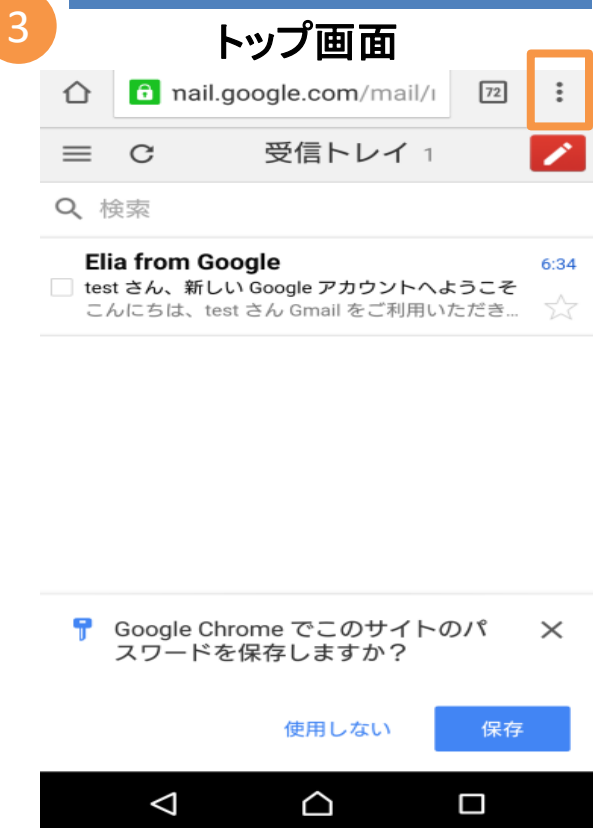 3
トップ画面
mail.google.com/mail/
72
受信トレイ 1
検索
Elia from Google
6:34
test さん、新しい Google アカウントへようこそ
こんにちは、test さん Gmail をご利用いただき...
Google Chrome でこのサイトのパ
スワードを保存しますか？
使用しない
保存